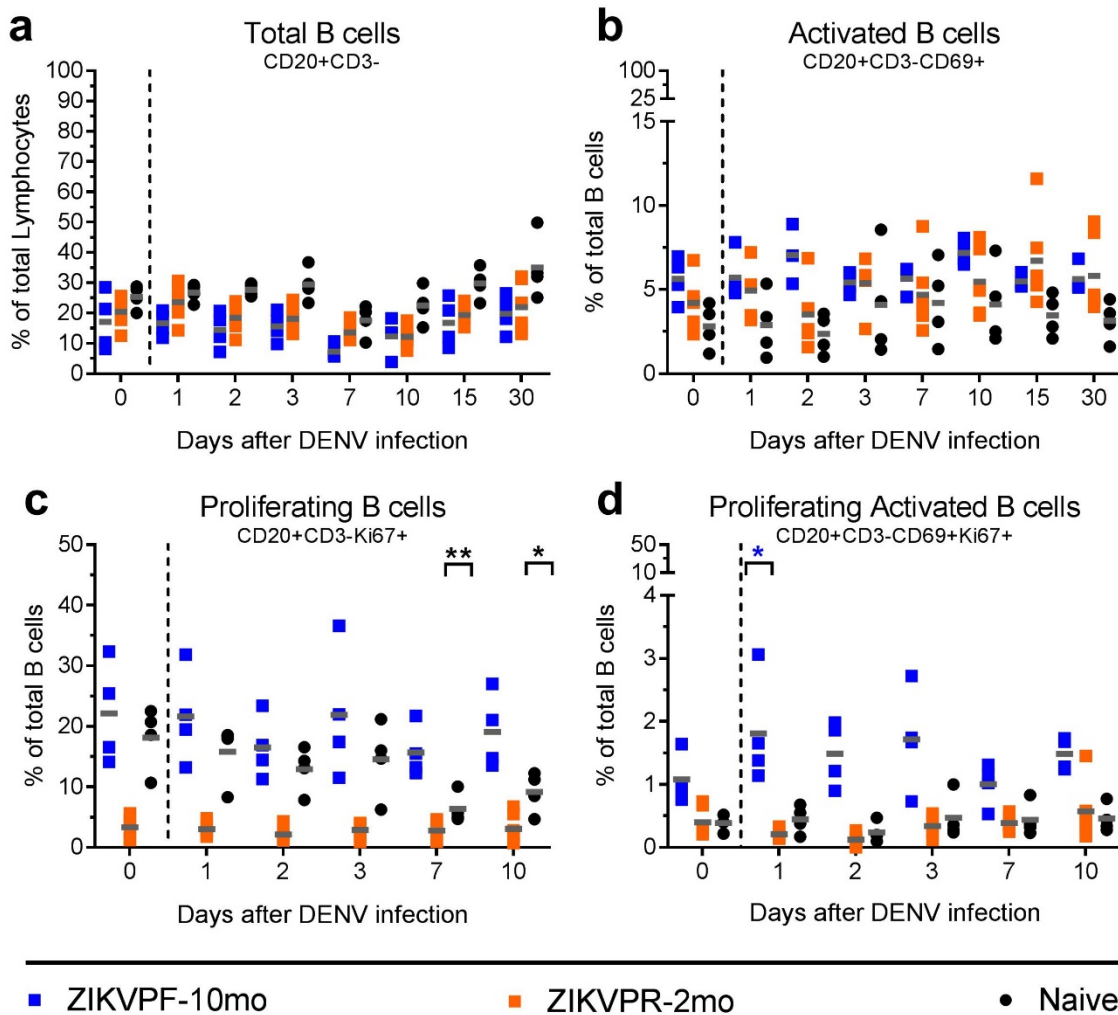 a
Total B cells
CD20+CD3-
% of total Lymphocytes
100
90
80
70
60
50
40
30
20
10
0
0 1 2 3 7 10 15 30
Days after DENV infection
b
Activated B cells
CD20+CD3-CD69+
% of total B cells
100
25
15
10
5
0
0 1 2 3 7 10 15 30
Days after DENV infection
c
Proliferating B cells
CD20+CD3-Ki67+
% of total B cells
50
40
30
20
10
0
** *
0 1 2 3 7 10
Days after DENV infection
d
Proliferating Activated B cells
CD20+CD3-CD69+Ki67+
% of total B cells
50
10
4
3
2
1
0
*
0 1 2 3 7 10
Days after DENV infection
ZIKVPF-10mo ZIKVPR-2mo Naive